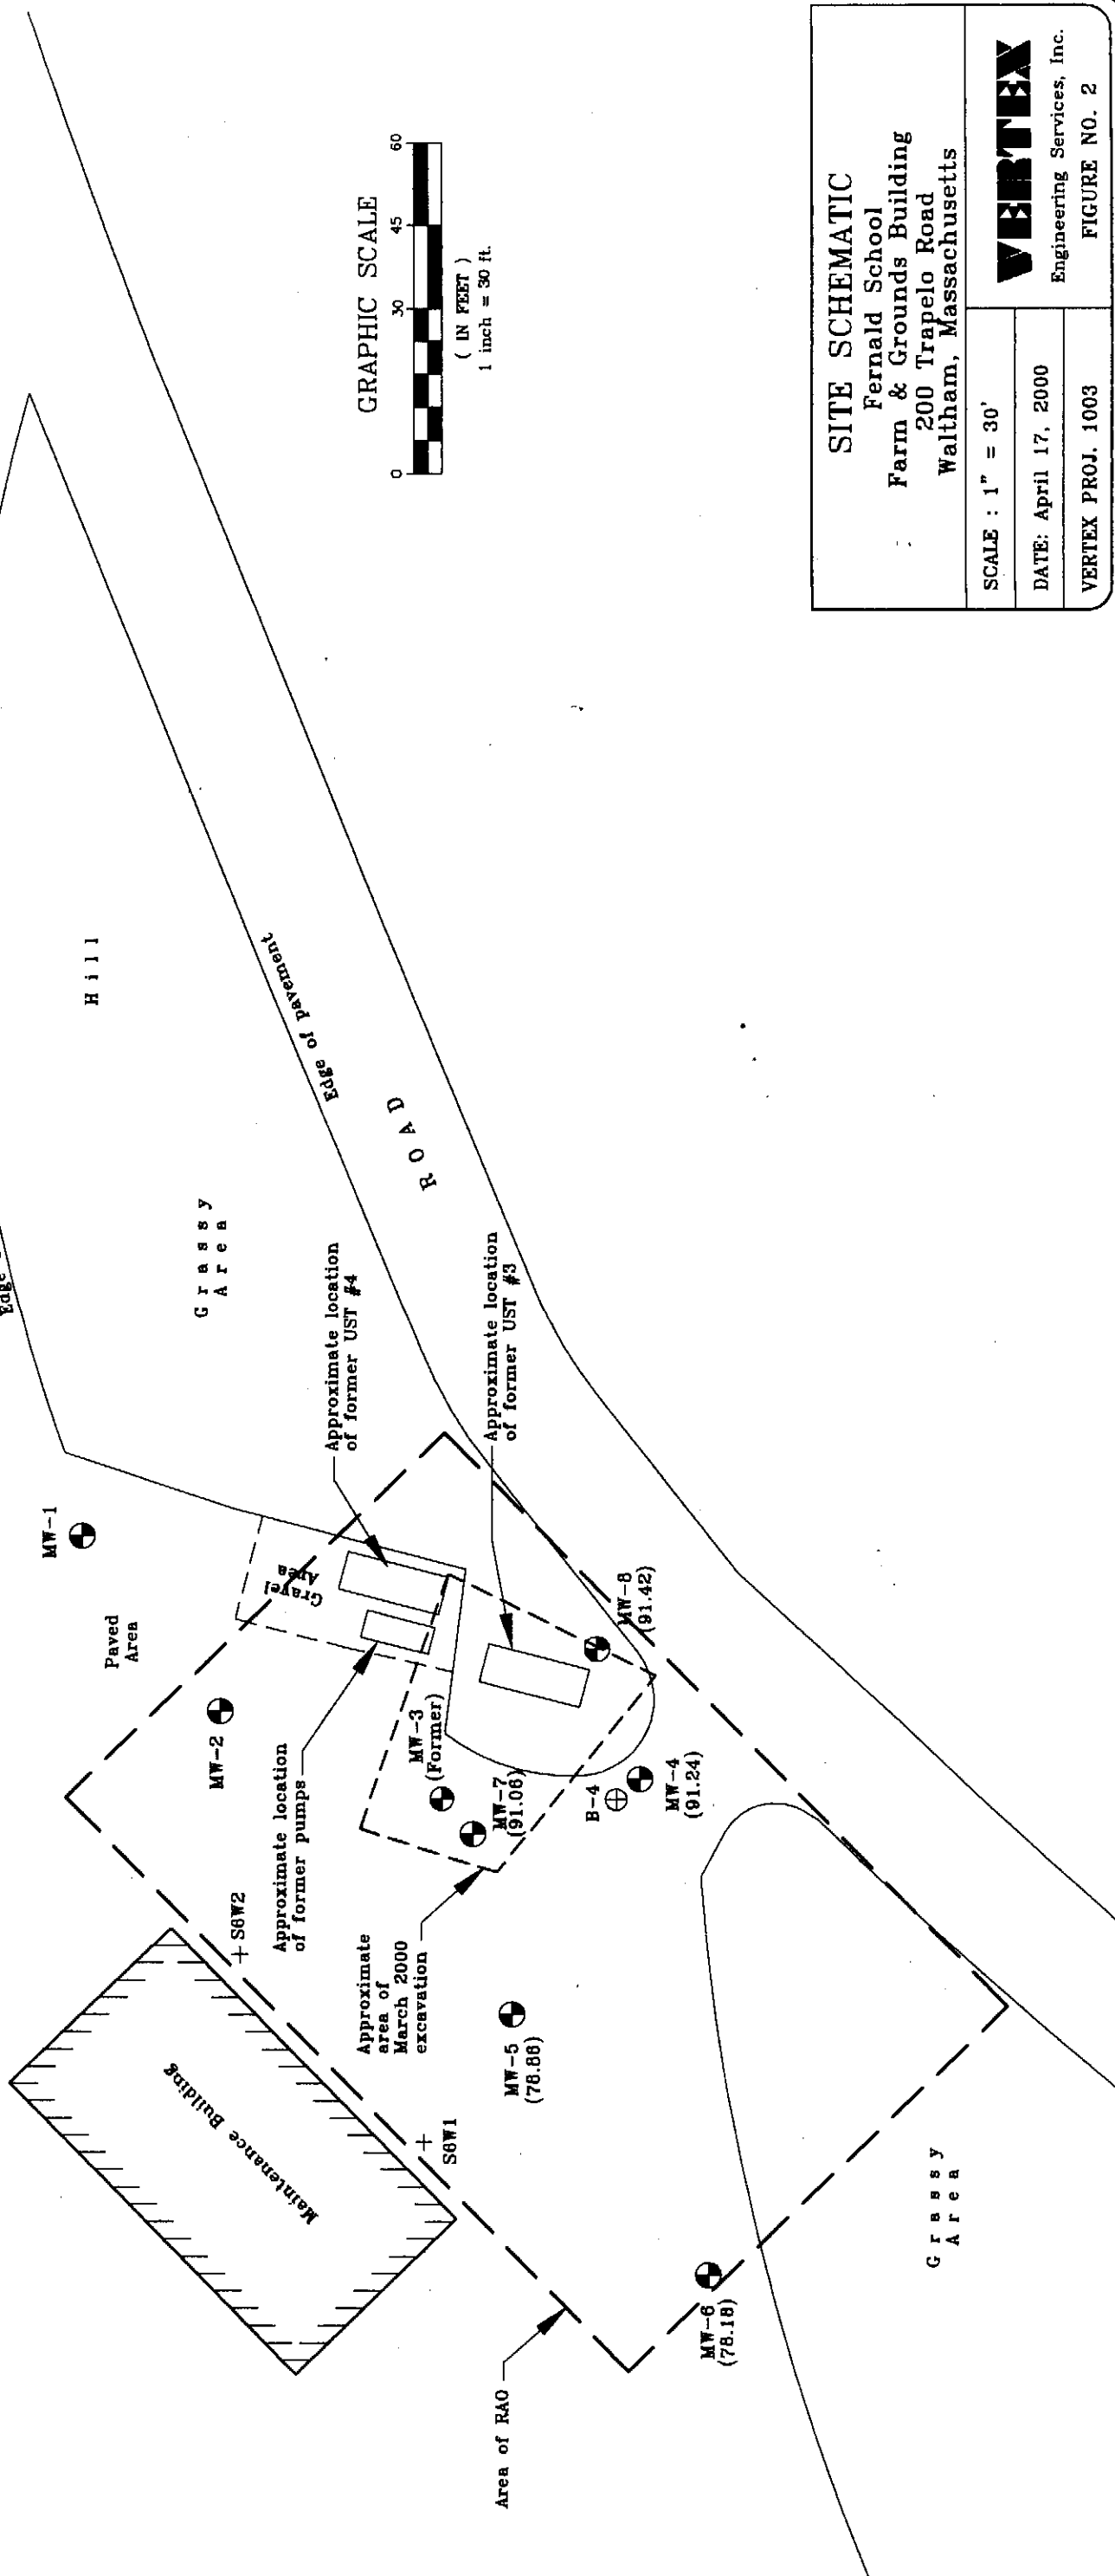 Edge
Hill
Grassy
Area
Edge of Pavement
ROAD
MW-1
Paved
Area
Gravel
Area
Approximate location
of former UST #4
Approximate location
of former UST #3
MW-2
Approximate location
of former pumps
MW-3
(Former)
MW-7
(91.06)
MW-8
(91.42)
B-4
MW-4
(91.24)
S6W2
Maintenance Building
Approximate
area of
March 2000
excavation
MW-5
(78.88)
S6W1
MW-6
(78.18)
Area of RAO
Grassy
Area
GRAPHIC SCALE
0 30 45 60
( IN FEET )
1 inch = 30 ft.
SITE SCHEMATIC
Fernald School
Farm & Grounds Building
200 Trapelo Road
Waltham, Massachusetts
SCALE : 1" = 30'
DATE: April 17, 2000
VERTEX PROJ. 1003
VERTEX
Engineering Services, Inc.
FIGURE NO. 2